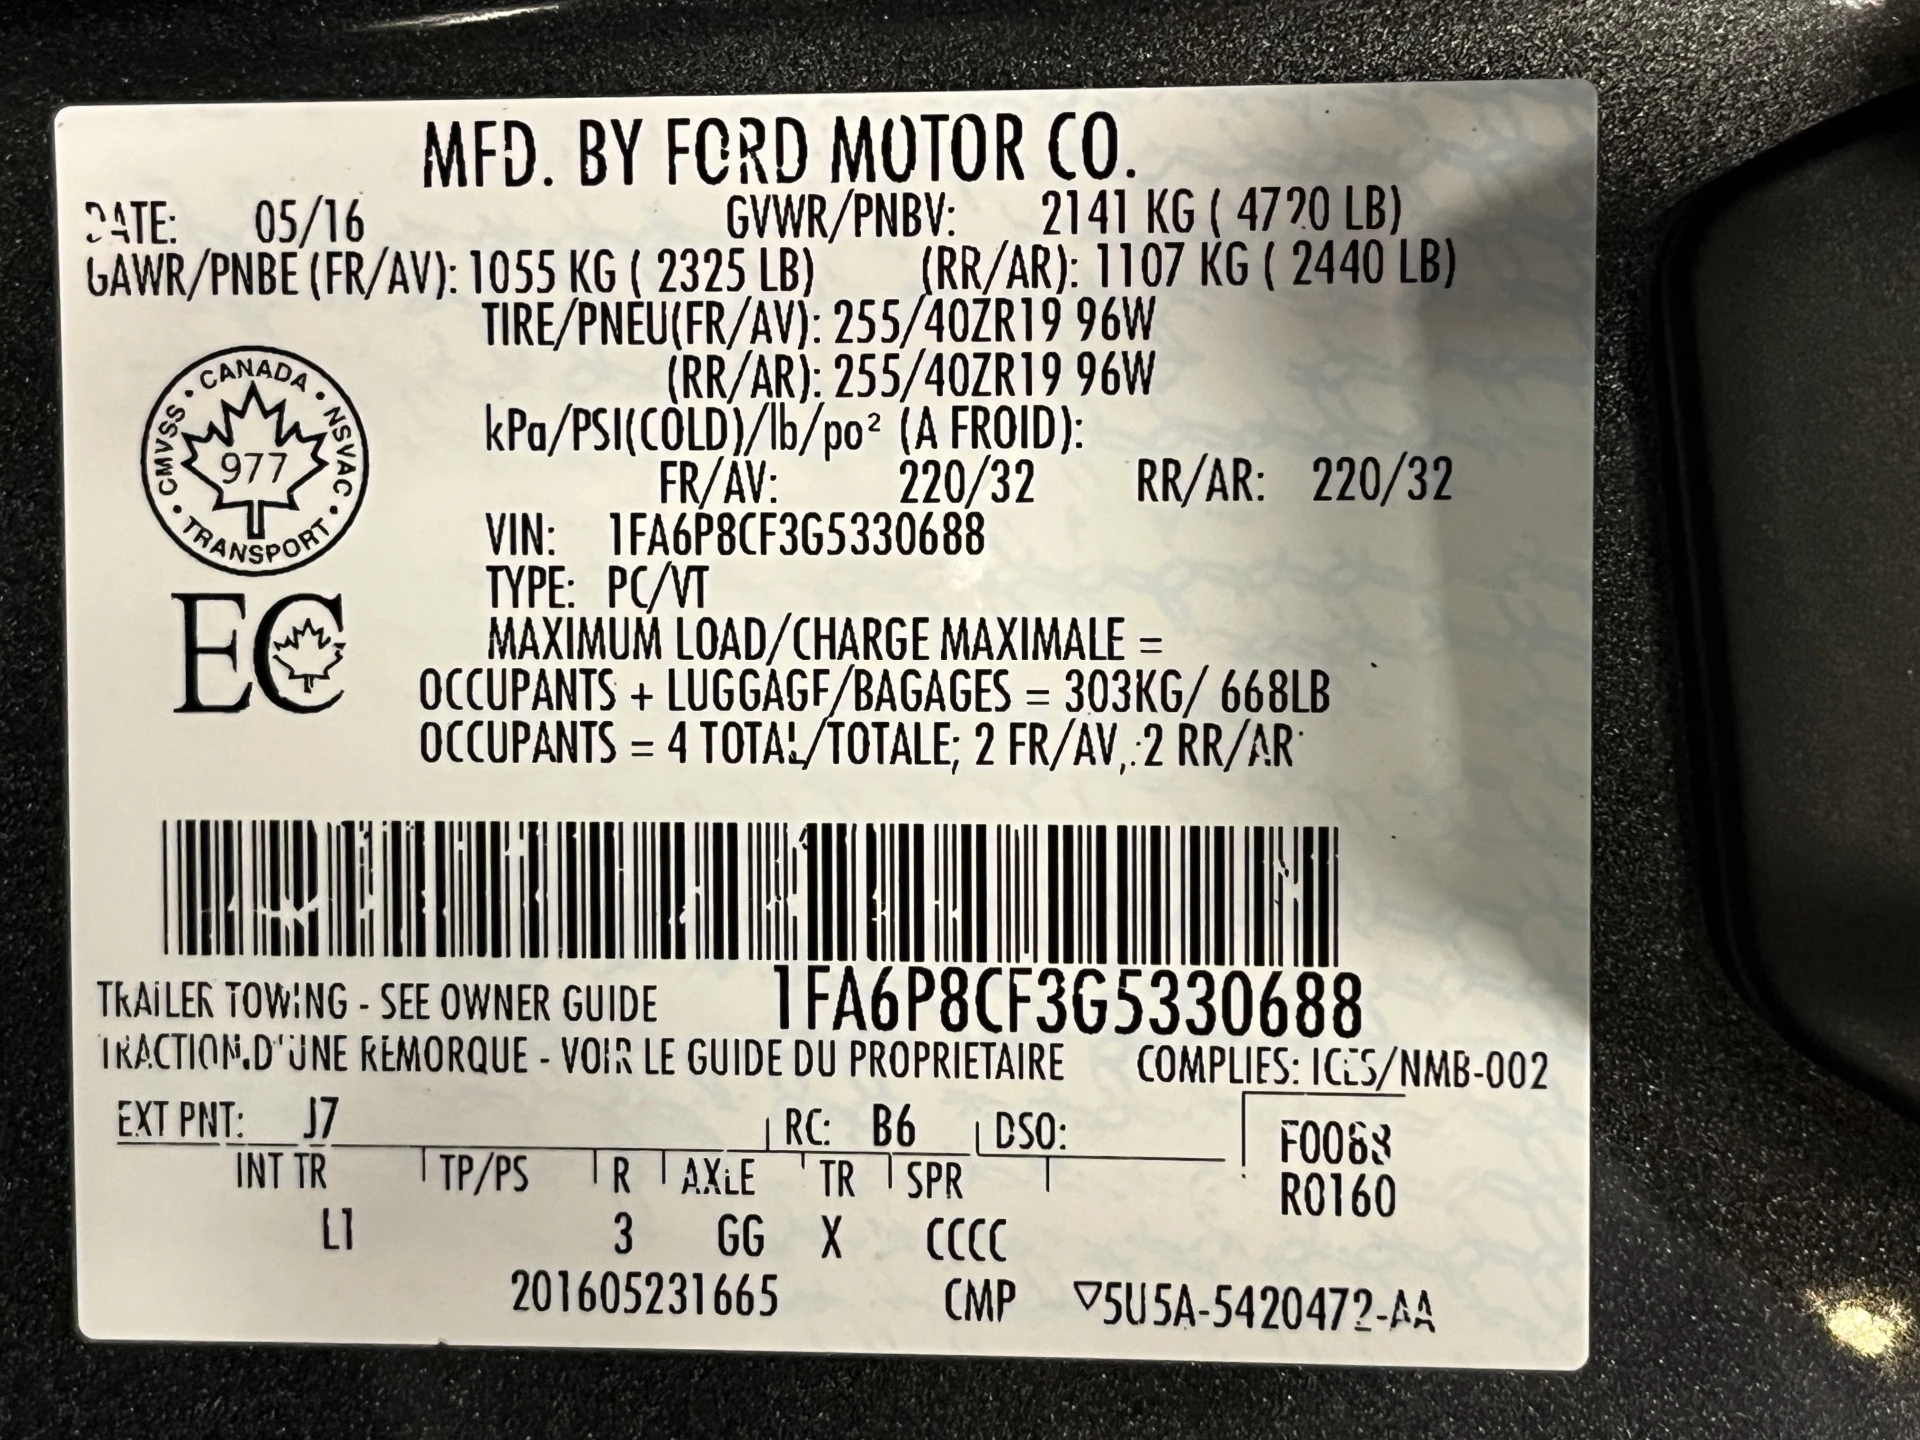 MFD. BY FORD MOTOR CO.
DATE: 05/16 GVWR/PNBV: 2141 KG ( 4720 LB)
GAWR/PNBE (FR/AV): 1055 KG ( 2325 LB) (RR/AR): 1107 KG ( 2440 LB)
TIRE/PNEU(FR/AV): 255/40ZR19 96W
(RR/AR): 255/40ZR19 96W
kPa/PSI(COLD)/lb/po² (A FROID):
FR/AV: 220/32 RR/AR: 220/32
CANADA • NSVAC • TRANSPORT • CMVSS •
977
VIN: 1FA6P8CF3G5330688
TYPE: PC/VT
EC
MAXIMUM LOAD/CHARGE MAXIMALE =
OCCUPANTS + LUGGAGE/BAGAGES = 303KG/ 668LB
OCCUPANTS = 4 TOTAL/TOTALE; 2 FR/AV, 2 RR/AR
1FA6P8CF3G5330688
TRAILER TOWING - SEE OWNER GUIDE
TRACTION D'UNE REMORQUE - VOIR LE GUIDE DU PROPRIETAIRE COMPLIES: ICES/NMB-002
EXT PNT: J7 RC: B6 DSO: F0088
INT TR TP/PS R AXLE TR SPR R0160
L1 3 GG X CCCC
201605231665 CMP ▽5U5A-5420472-AA